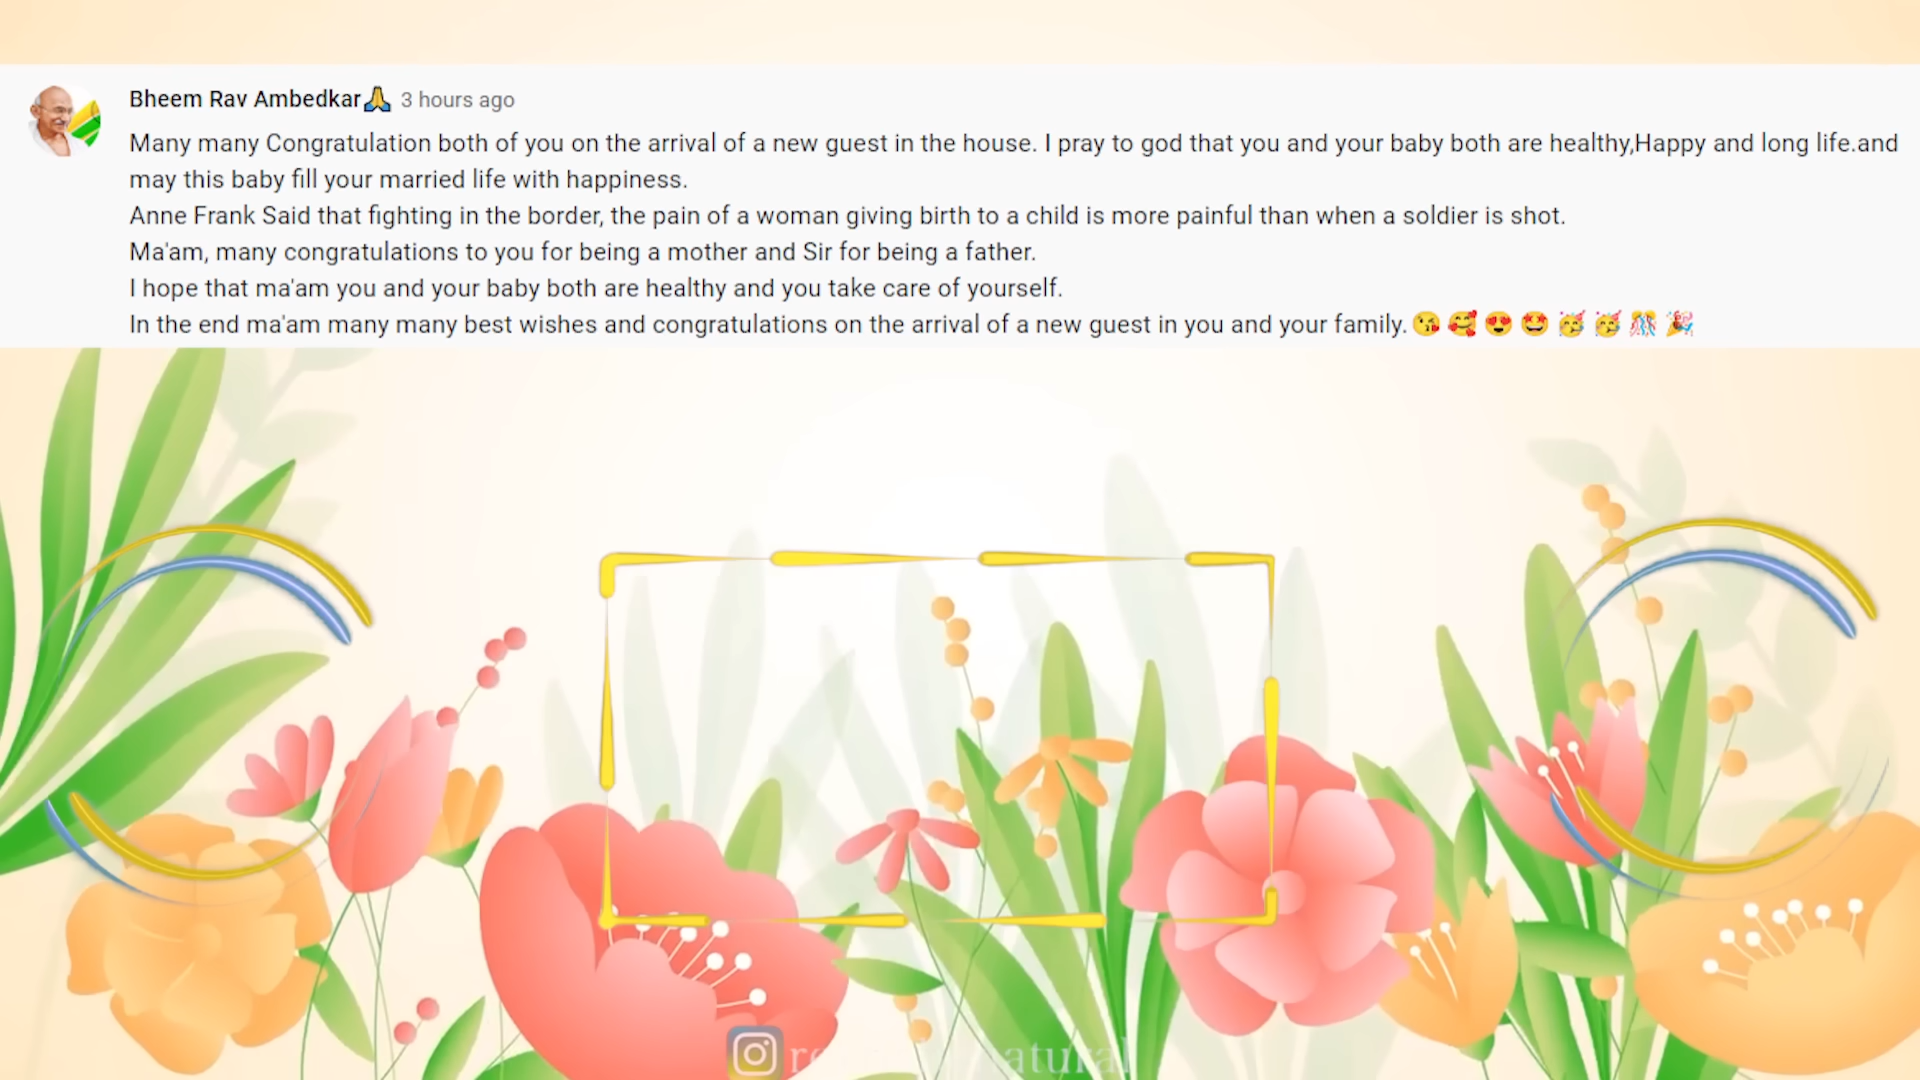 Bheem Rav Ambedkar🙏 3 hours ago
Many many Congratulation both of you on the arrival of a new guest in the house. I pray to god that you and your baby both are healthy,Happy and long life.and
may this baby fill your married life with happiness.
Anne Frank Said that fighting in the border, the pain of a woman giving birth to a child is more painful than when a soldier is shot.
Ma'am, many congratulations to you for being a mother and Sir for being a father.
I hope that ma'am you and your baby both are healthy and you take care of yourself.
In the end ma'am many many best wishes and congratulations on the arrival of a new guest in you and your family.😘🥰😍🤩🥳🥳🎊🎉